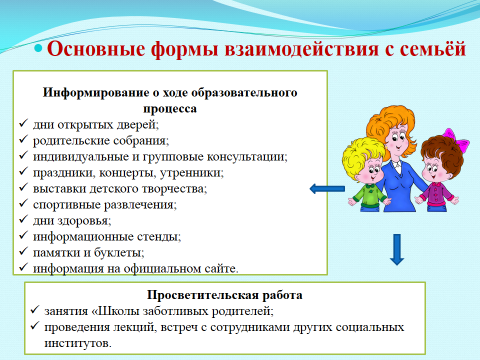 Основные формы взаимодействия с семьёй
Информирование о ходе образовательного
процесса
дни открытых дверей;
родительские собрания;
индивидуальные и групповые консультации;
праздники, концерты, утренники;
выставки детского творчества;
спортивные развлечения;
дни здоровья;
информационные стенды;
памятки и буклеты;
информация на официальном сайте.
Просветительская работа
занятия «Школы заботливых родителей;
проведения лекций, встреч с сотрудниками других социальных
институтов.